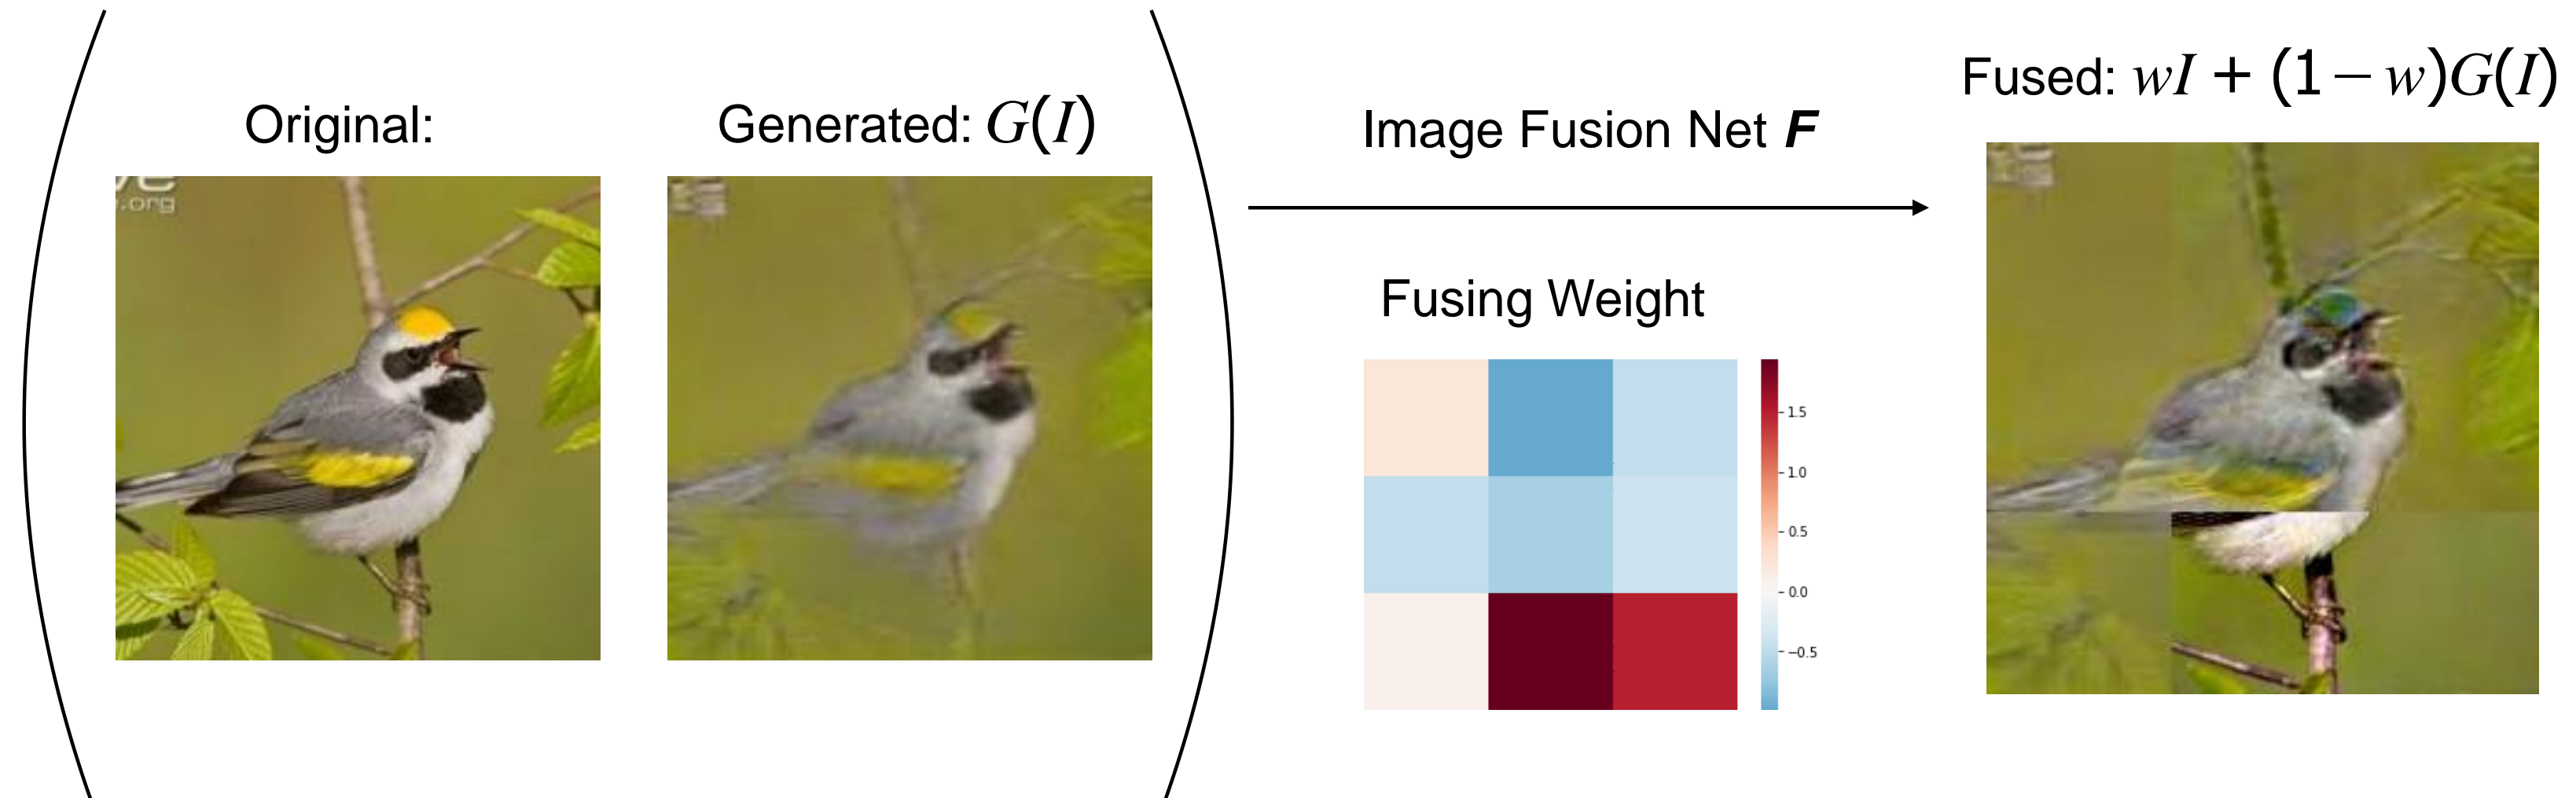 Original:
.org
Generated: G(I)
Image Fusion Net F
Fusing Weight
1.5
1.0
0.5
0.0
−0.5
Fused: wI + (1 − w)G(I)